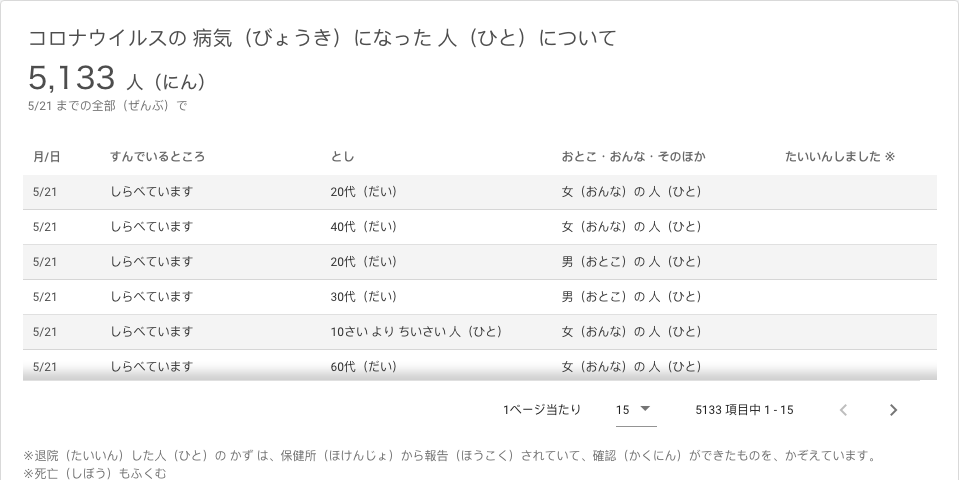 コロナウイルスの 病気（びょうき）になった 人（ひと）について
5,133 人（にん）
5/21 までの全部（ぜんぶ）で
月/日 すんでいるところ とし おとこ・おんな・そのほか たいいんしました ※
5/21 しらべています 20代（だい） 女（おんな）の 人（ひと）
5/21 しらべています 40代（だい） 女（おんな）の 人（ひと）
5/21 しらべています 20代（だい） 男（おとこ）の 人（ひと）
5/21 しらべています 30代（だい） 男（おとこ）の 人（ひと）
5/21 しらべています 10さい より ちいさい 人（ひと） 女（おんな）の 人（ひと）
5/21 しらべています 60代（だい） 女（おんな）の 人（ひと）
1ページ当たり 15 5133 項目中 1 - 15
※退院（たいいん）した人（ひと）の かず は、保健所（ほけんじょ）から報告（ほうこく）されていて、確認（かくにん）ができたものを、かぞえています。
※死亡（しぼう）もふくむ